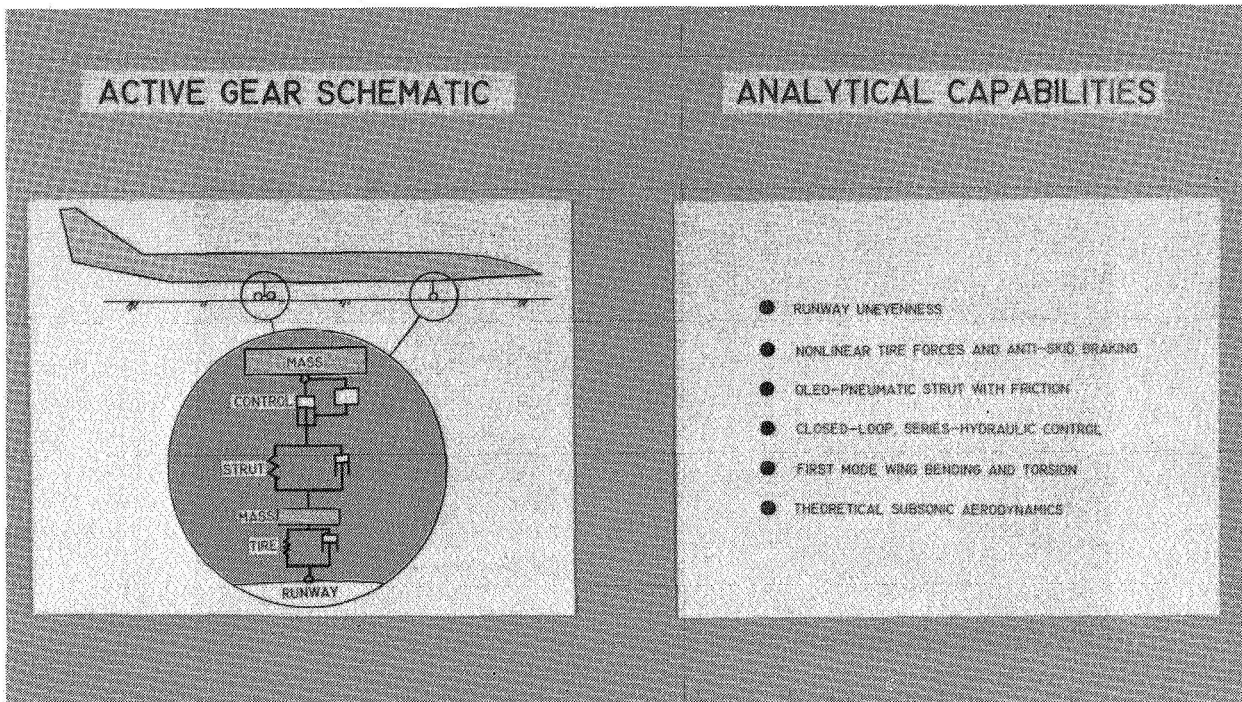 ACTIVE GEAR SCHEMATIC
MASS
CONTROL
STRUT
MASS
TIRE
RUNWAY
ANALYTICAL CAPABILITIES
● RUNWAY UNEVENNESS
● NONLINEAR TIRE FORCES AND ANTI-SKID BRAKING
● OLEO-PNEUMATIC STRUT WITH FRICTION
● CLOSED-LOOP, SERIES-HYDRAULIC CONTROL
● FIRST MODE WING BENDING AND TORSION
● THEORETICAL SUBSONIC AERODYNAMICS